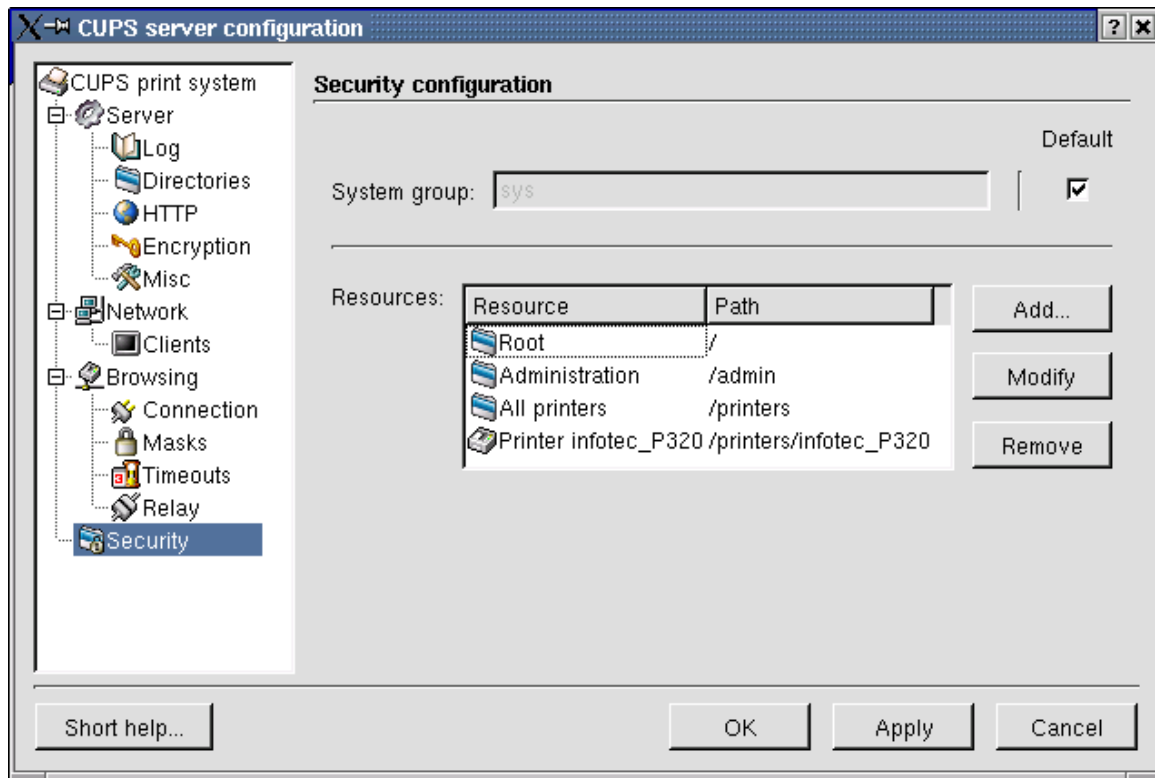 CUPS server configuration
CUPS print system
Server
Log
Directories
HTTP
Encryption
Misc
Network
Clients
Browsing
Connection
Masks
Timeouts
Relay
Security
Security configuration
Default
System group: sys
Resources:
Resource Path
Root /
Administration /admin
All printers /printers
Printer infotec_P320 /printers/infotec_P320
Add...
Modify
Remove
Short help...
OK
Apply
Cancel